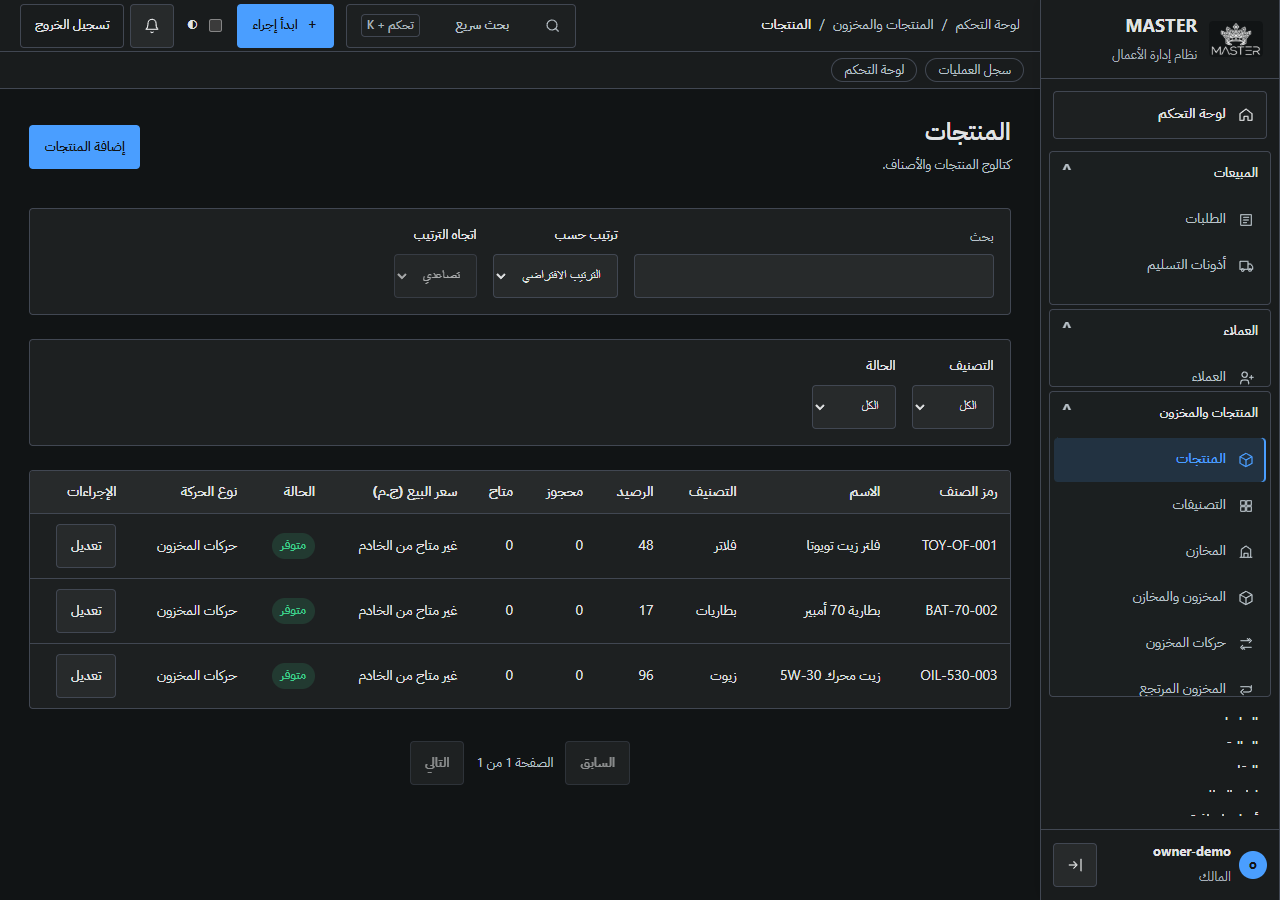 MASTER
MASTER
نظام إدارة الأعمال
لوحة التحكم
المبيعات
الطلبات
أذونات التسليم
العملاء
العملاء
المنتجات والمخزون
المنتجات
التصنيفات
المخازن
المخزون والمخازن
حركات المخزون
المخزون المرتجع
owner-demo
المالك
o
لوحة التحكم / المنتجات والمخزون / المنتجات
بحث سريع تحكم + K
+ ابدأ إجراء
تسجيل الخروج
سجل العمليات لوحة التحكم
المنتجات
كتالوج المنتجات والأصناف.
إضافة المنتجات
بحث ترتيب حسب اتجاه الترتيب
الترتيب الافتراضي تصاعدي
التصنيف الحالة
الكل الكل
رمز الصنف الاسم التصنيف الرصيد محجوز متاح سعر البيع (ج.م) الحالة نوع الحركة الإجراءات
TOY-OF-001 فلتر زيت تويوتا فلاتر 48 0 0 غير متاح من الخادم متوفر حركات المخزون تعديل
BAT-70-002 بطارية 70 أمبير بطاريات 17 0 0 غير متاح من الخادم متوفر حركات المخزون تعديل
OIL-530-003 زيت محرك 5W-30 زيوت 96 0 0 غير متاح من الخادم متوفر حركات المخزون تعديل
السابق الصفحة 1 من 1 التالي